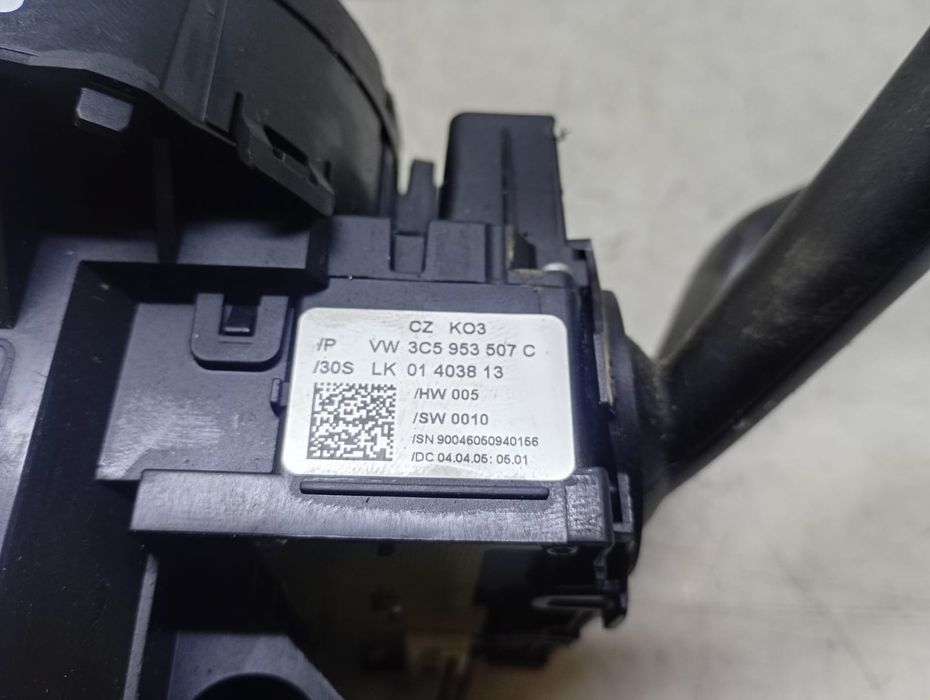 CZ KO3
/P VW 3C5 953 507 C
/30S LK 01 4038 13
/HW 005
/SW 0010
/SN 90046050940156
/DC 04.04.05: 05.01